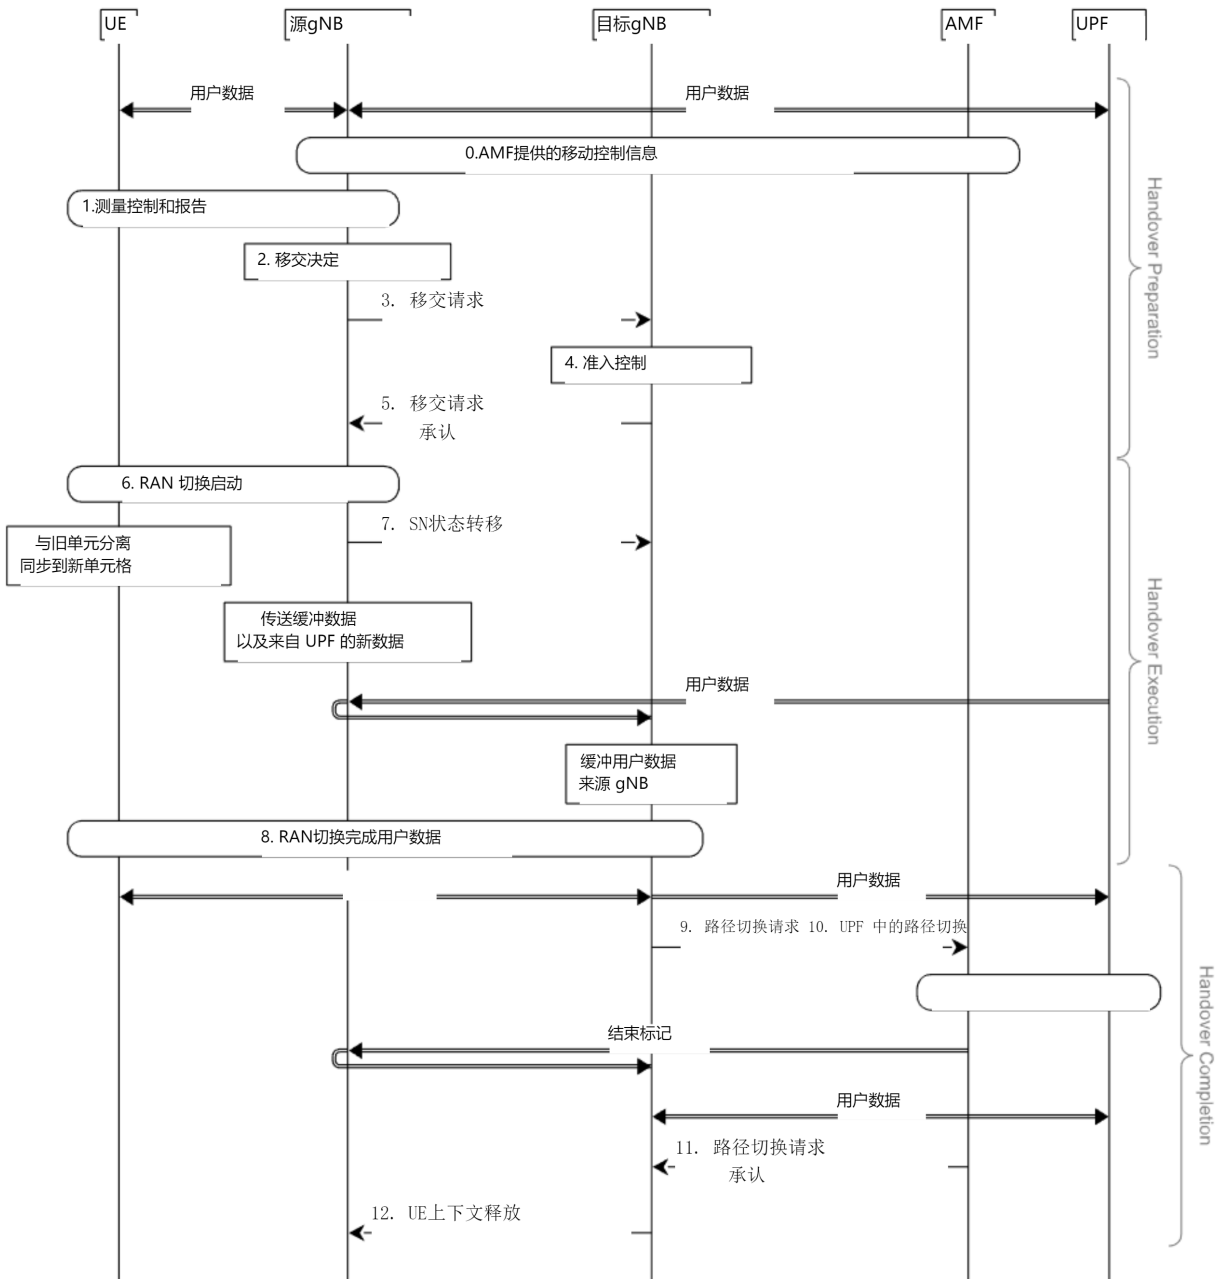 UE
源gNB
目标gNB
AMF
UPF
用户数据
用户数据
0.AMF提供的移动控制信息
1.测量控制和报告
2. 移交决定
3. 移交请求
4. 准入控制
5. 移交请求
承认
Handover Preparation
6. RAN 切换启动
7. SN状态转移
与旧单元分离
同步到新单元格
传送缓冲数据
以及来自 UPF 的新数据
用户数据
缓冲用户数据
来源 gNB
8. RAN切换完成用户数据
Handover Execution
用户数据
9. 路径切换请求 10. UPF 中的路径切换
结束标记
用户数据
11. 路径切换请求
承认
12. UE上下文释放
Handover Completion